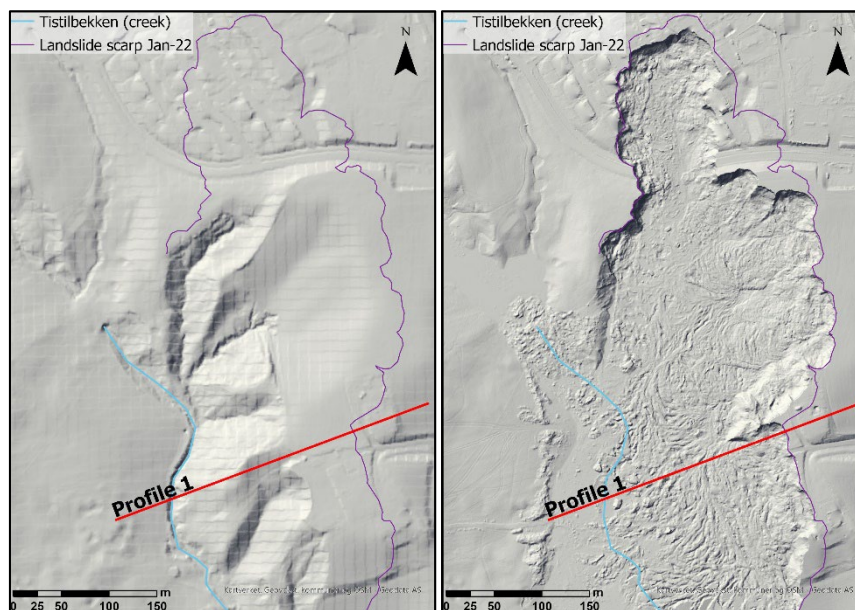 Tistilbekken (creek)
Landslide scarp Jan-22
N
Profile 1
0 25 50 100 150
m
Tistilbekken (creek)
Landslide scarp Jan-22
N
Profile 1
0 25 50 100 150
m